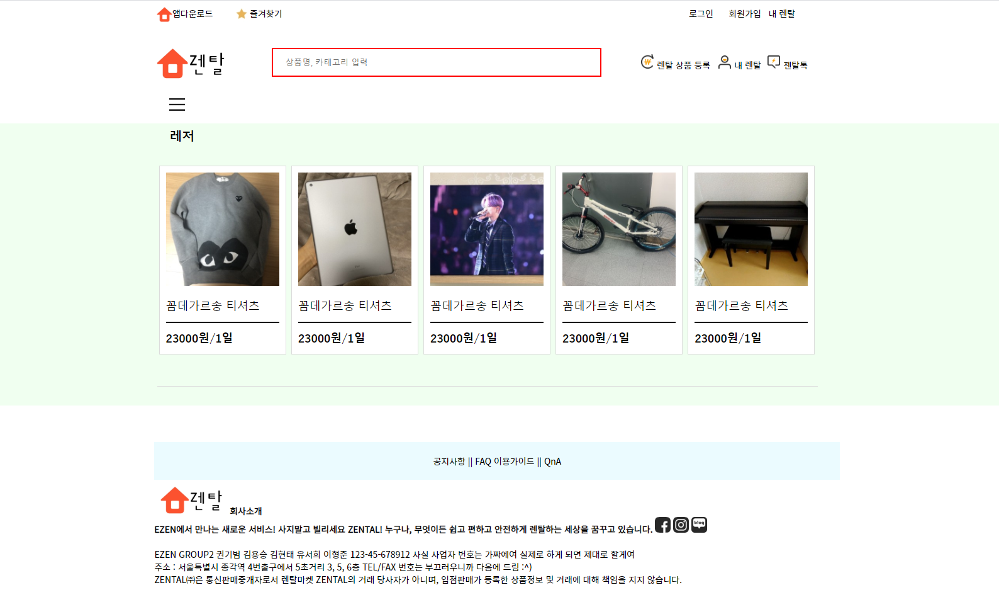 앱다운로드 즐겨찾기 로그인 회원가입 내 렌탈
젠탈 상품명, 카테고리 입력 렌탈 상품 등록 내 렌탈 젠탈톡
레저
꼼데가르송 티셔츠 꼼데가르송 티셔츠 꼼데가르송 티셔츠 꼼데가르송 티셔츠 꼼데가르송 티셔츠
23000원/1일 23000원/1일 23000원/1일 23000원/1일 23000원/1일
공지사항 || FAQ 이용가이드 || QnA
젠탈 회사소개
EZEN에서 만나는 새로운 서비스! 사지말고 빌리세요 ZENTAL! 누구나, 무엇이든 쉽고 편하고 안전하게 렌탈하는 세상을 꿈꾸고 있습니다. blog
EZEN GROUP2 권기범 김용승 김현태 유서희 이형준 123-45-678912 사실 사업자 번호는 가짜에여 실제로 하게 되면 제대로 할게여
주소 : 서울특별시 종각역 4번출구에서 5초거리 3, 5, 6층 TEL/FAX 번호는 부끄러우니까 다음에 드림 :^)
ZENTAL㈜은 통신판매중개자로서 렌탈마켓 ZENTAL의 거래 당사자가 아니며, 입점판매가 등록한 상품정보 및 거래에 대해 책임을 지지 않습니다.